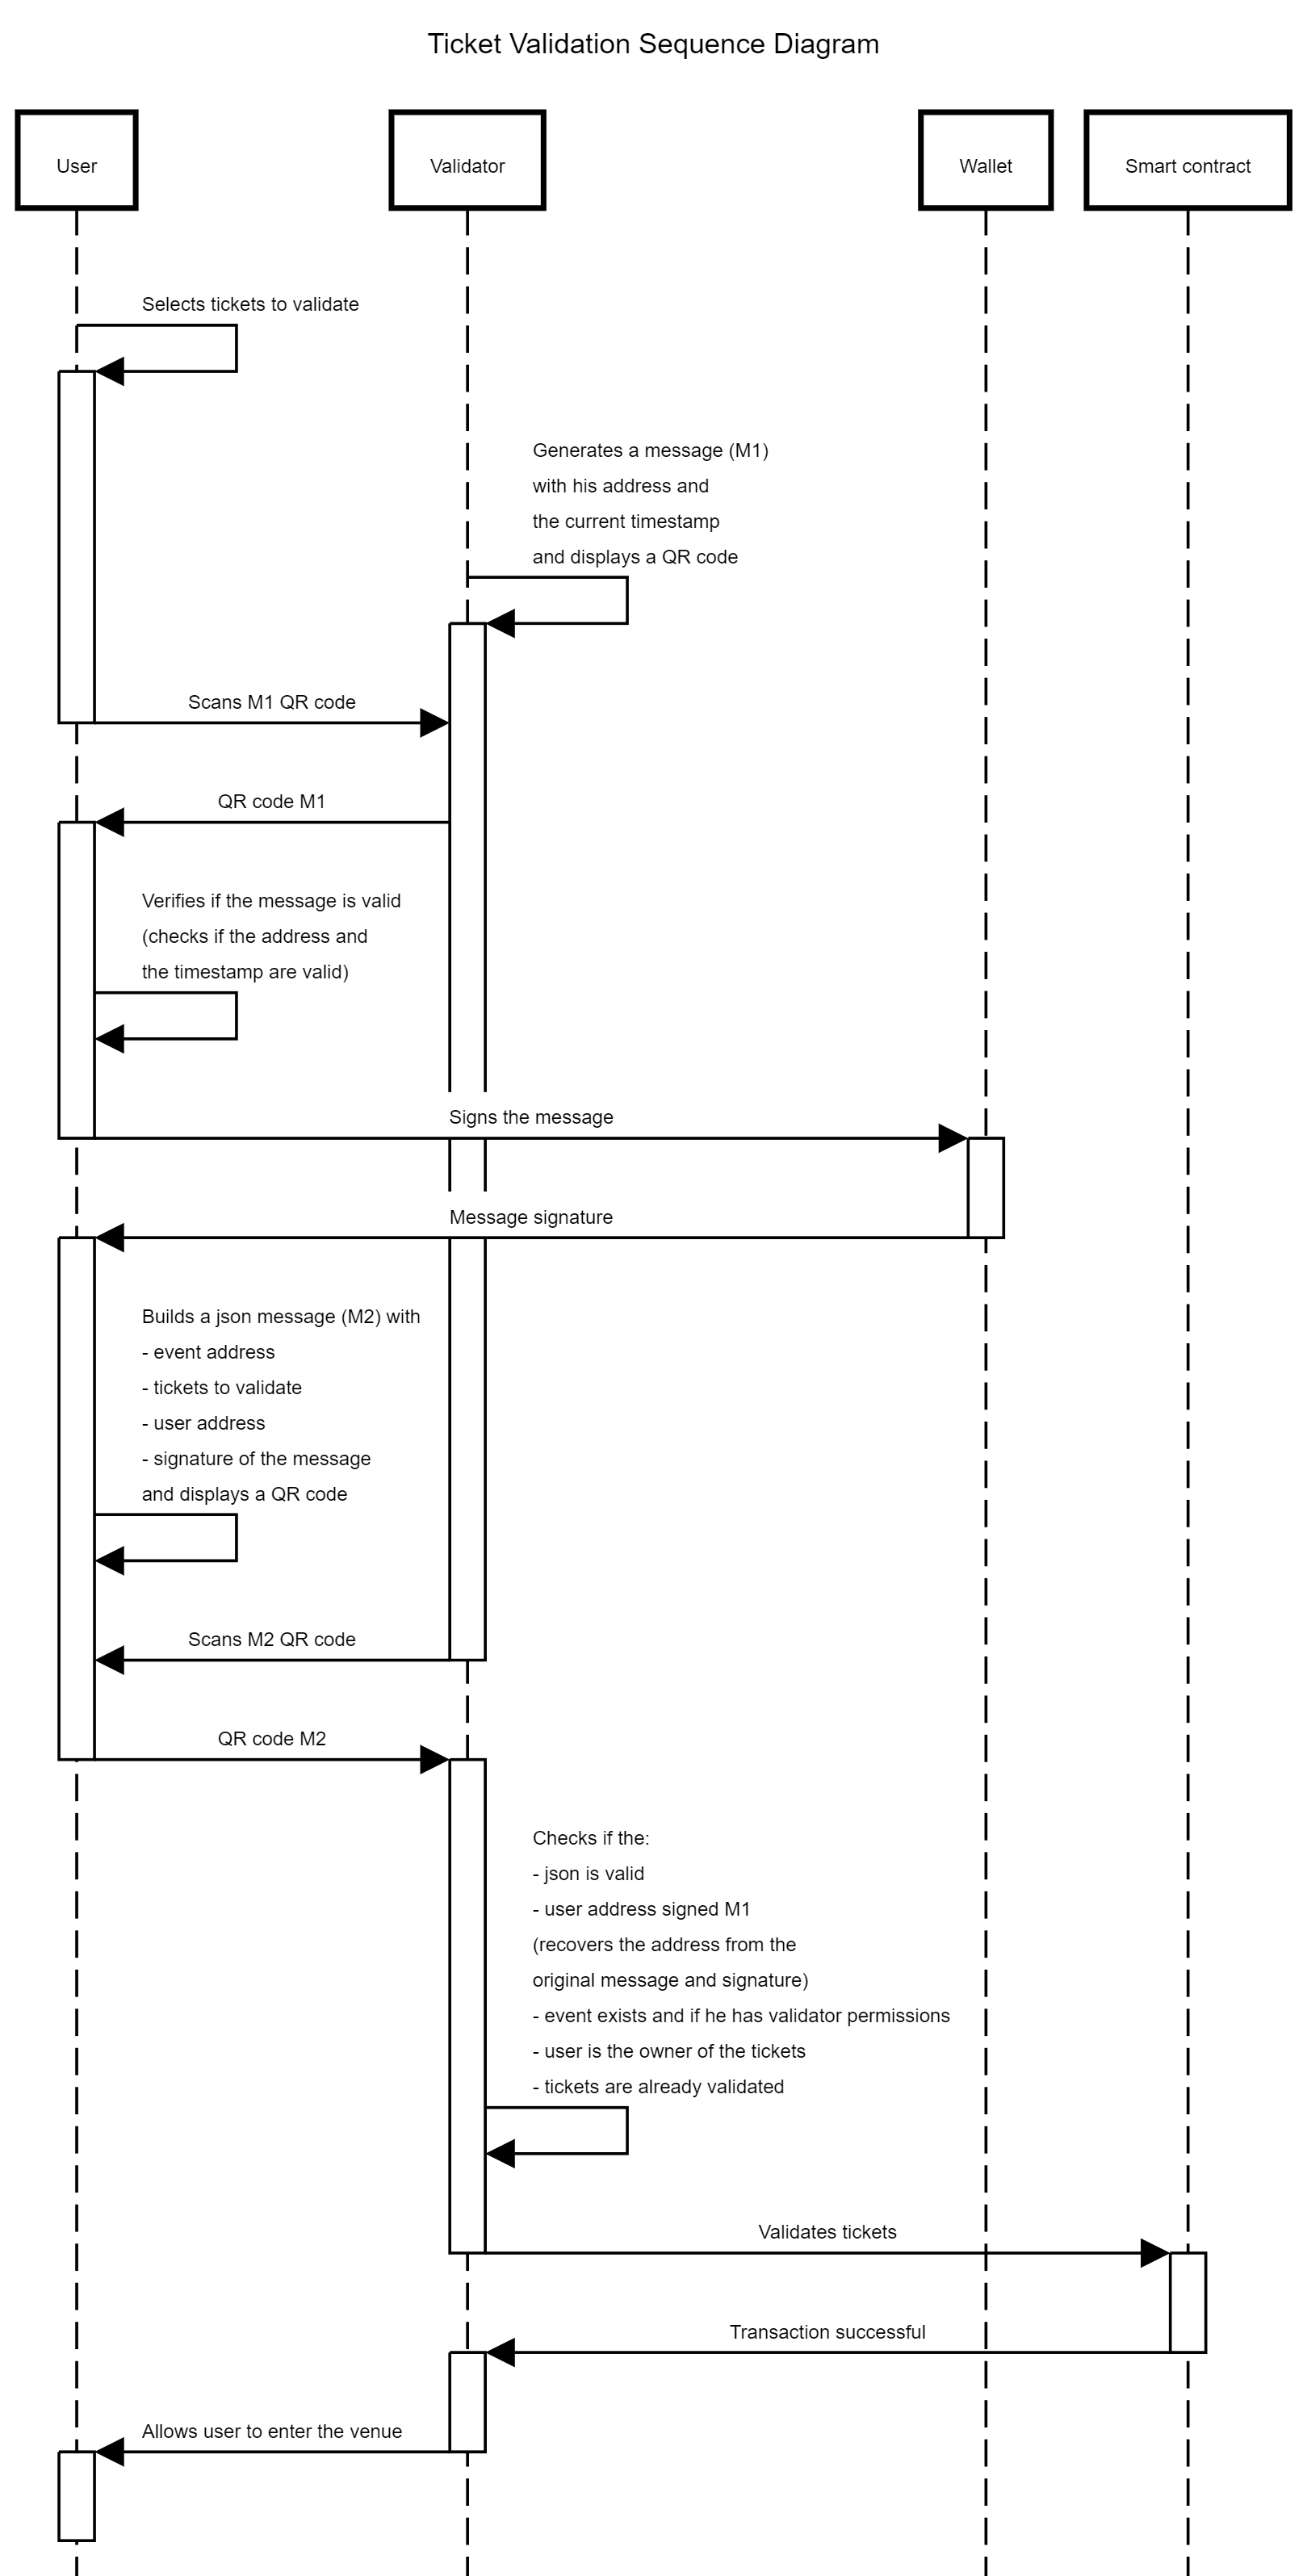 Ticket Validation Sequence Diagram
User
Validator
Wallet
Smart contract
Selects tickets to validate
Generates a message (M1)
with his address and
the current timestamp
and displays a QR code
Scans M1 QR code
QR code M1
Verifies if the message is valid
(checks if the address and
the timestamp are valid)
Signs the message
Message signature
Builds a json message (M2) with
- event address
- tickets to validate
- user address
- signature of the message
and displays a QR code
Scans M2 QR code
QR code M2
Checks if the:
- json is valid
- user address signed M1
(recovers the address from the
original message and signature)
- event exists and if he has validator permissions
- user is the owner of the tickets
- tickets are already validated
Validates tickets
Transaction successful
Allows user to enter the venue